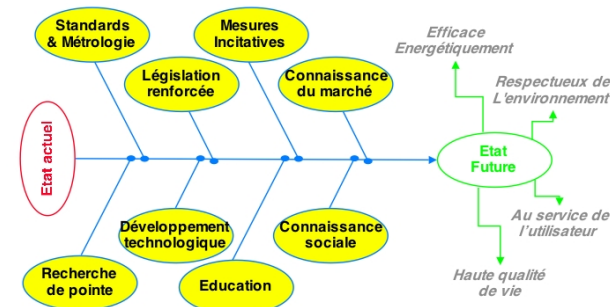 Standards
& Métrologie
Mesures
Incitatives
Efficace
Energétiquement
Législation
renforcée
Connaissance
du marché
Respectueux de
L'environnement
Etat actuel
Etat
Future
Développement
technologique
Connaissance
sociale
Au service de
l'utilisateur
Recherche
de pointe
Education
Haute qualité
de vie